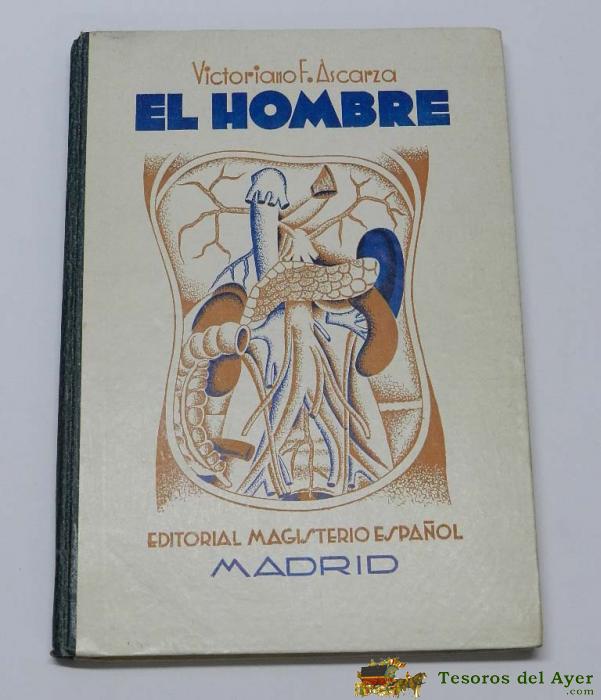 Victoriano F. Ascarza
EL HOMBRE
EDITORIAL MAGISTERIO ESPAÑOL
MADRID
Tesoros del Ayer
.com